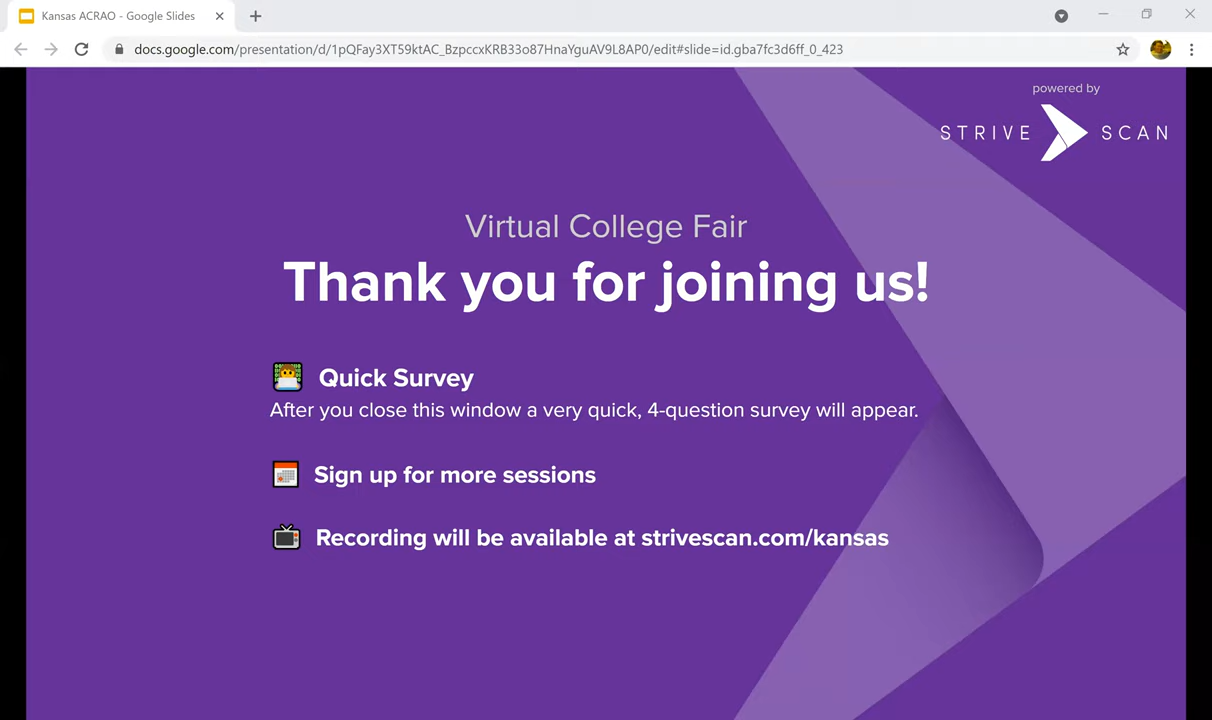 Kansas ACRAO - Google Slides
docs.google.com/presentation/d/1pQFay3XT59ktAC_BzpccxKRB33o87HnaYguAV9L8AP0/edit#slide=id.gba7fc3d6ff_0_423
powered by
STRIVE SCAN
Virtual College Fair
Thank you for joining us!
Quick Survey
After you close this window a very quick, 4-question survey will appear.
Sign up for more sessions
Recording will be available at strivescan.com/kansas